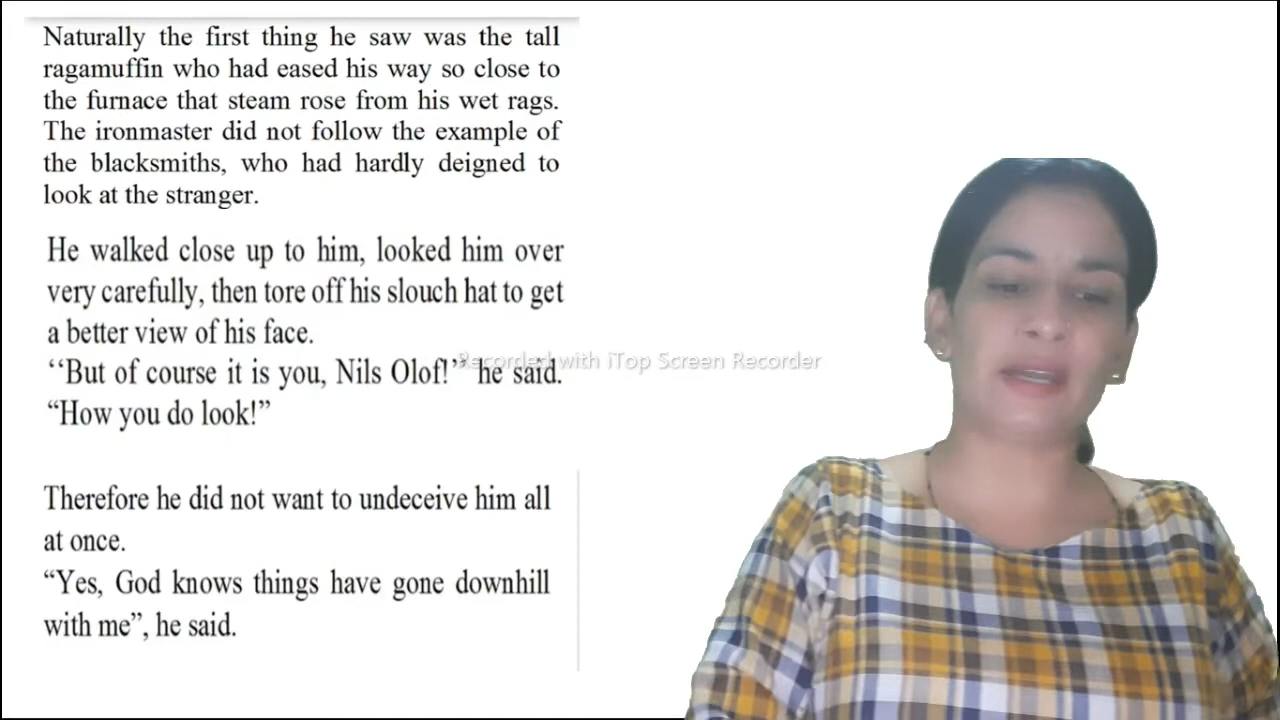 Naturally the first thing he saw was the tall
ragamuffin who had eased his way so close to
the furnace that steam rose from his wet rags.
The ironmaster did not follow the example of
the blacksmiths, who had hardly deigned to
look at the stranger.
He walked close up to him, looked him over
very carefully, then tore off his slouch hat to get
a better view of his face.
‘‘But of course it is you, Nils Olof!’’ he said.
“How you do look!”
Recorded with iTop Screen Recorder
Therefore he did not want to undeceive him all
at once.
“Yes, God knows things have gone downhill
with me”, he said.